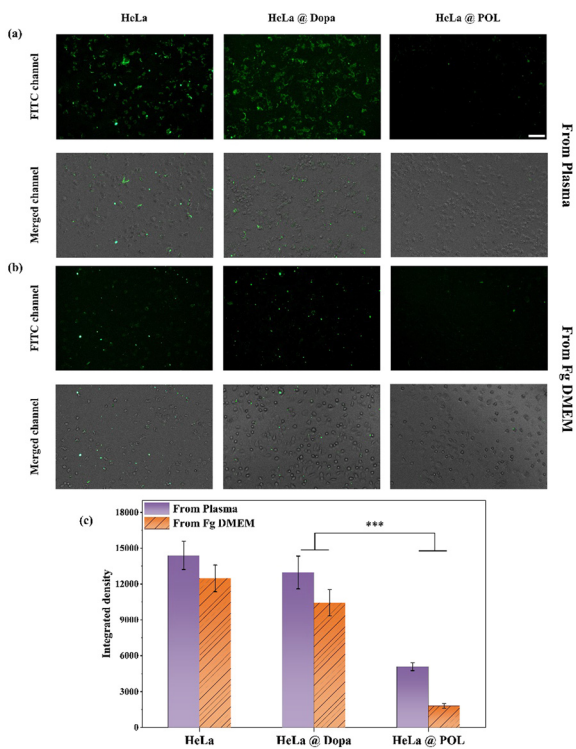 HeLa HeLa @ Dopa HeLa @ POL
(a)
FITC channel
Merged channel
From Plasma
(b)
FITC channel
Merged channel
From Fg DMEM
(c)
From Plasma
From Fg DMEM
***
Integrated density
18000
15000
12000
9000
6000
3000
0
HeLa HeLa @ Dopa HeLa @ POL